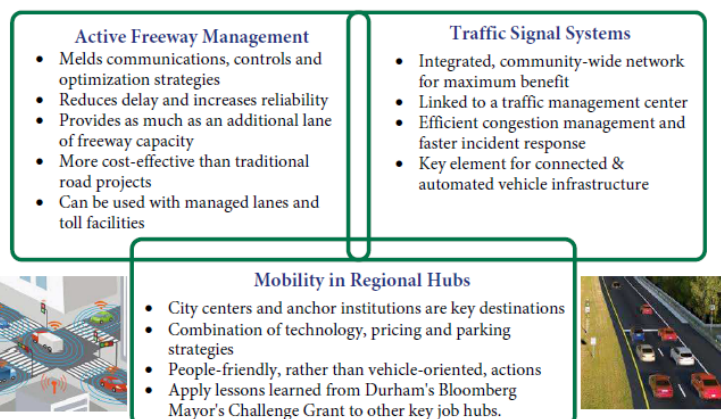 Active Freeway Management
• Melds communications, controls and
optimization strategies
• Reduces delay and increases reliability
• Provides as much as an additional lane
of freeway capacity
• More cost-effective than traditional
road projects
• Can be used with managed lanes and
toll facilities
Traffic Signal Systems
• Integrated, community-wide network
for maximum benefit
• Linked to a traffic management center
• Efficient congestion management and
faster incident response
• Key element for connected &
automated vehicle infrastructure
Mobility in Regional Hubs
• City centers and anchor institutions are key destinations
• Combination of technology, pricing and parking
strategies
• People-friendly, rather than vehicle-oriented, actions
• Apply lessons learned from Durham's Bloomberg
Mayor's Challenge Grant to other key job hubs.